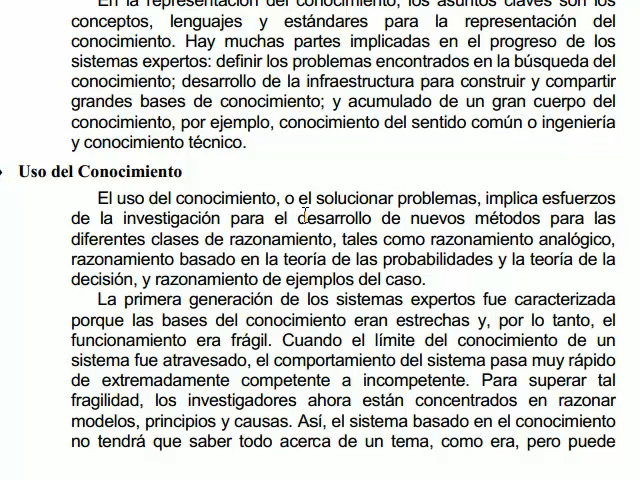 En la representación del conocimiento, los asuntos claves son los
conceptos, lenguajes y estándares para la representación del
conocimiento. Hay muchas partes implicadas en el progreso de los
sistemas expertos: definir los problemas encontrados en la búsqueda del
conocimiento; desarrollo de la infraestructura para construir y compartir
grandes bases de conocimiento; y acumulado de un gran cuerpo del
conocimiento, por ejemplo, conocimiento del sentido común o ingeniería
y conocimiento técnico.
Uso del Conocimiento
El uso del conocimiento, o el solucionar problemas, implica esfuerzos
de la investigación para el desarrollo de nuevos métodos para las
diferentes clases de razonamiento, tales como razonamiento analógico,
razonamiento basado en la teoría de las probabilidades y la teoría de la
decisión, y razonamiento de ejemplos del caso.
La primera generación de los sistemas expertos fue caracterizada
porque las bases del conocimiento eran estrechas y, por lo tanto, el
funcionamiento era frágil. Cuando el límite del conocimiento de un
sistema fue atravesado, el comportamiento del sistema pasa muy rápido
de extremadamente competente a incompetente. Para superar tal
fragilidad, los investigadores ahora están concentrados en razonar
modelos, principios y causas. Así, el sistema basado en el conocimiento
no tendrá que saber todo acerca de un tema, como era, pero puede